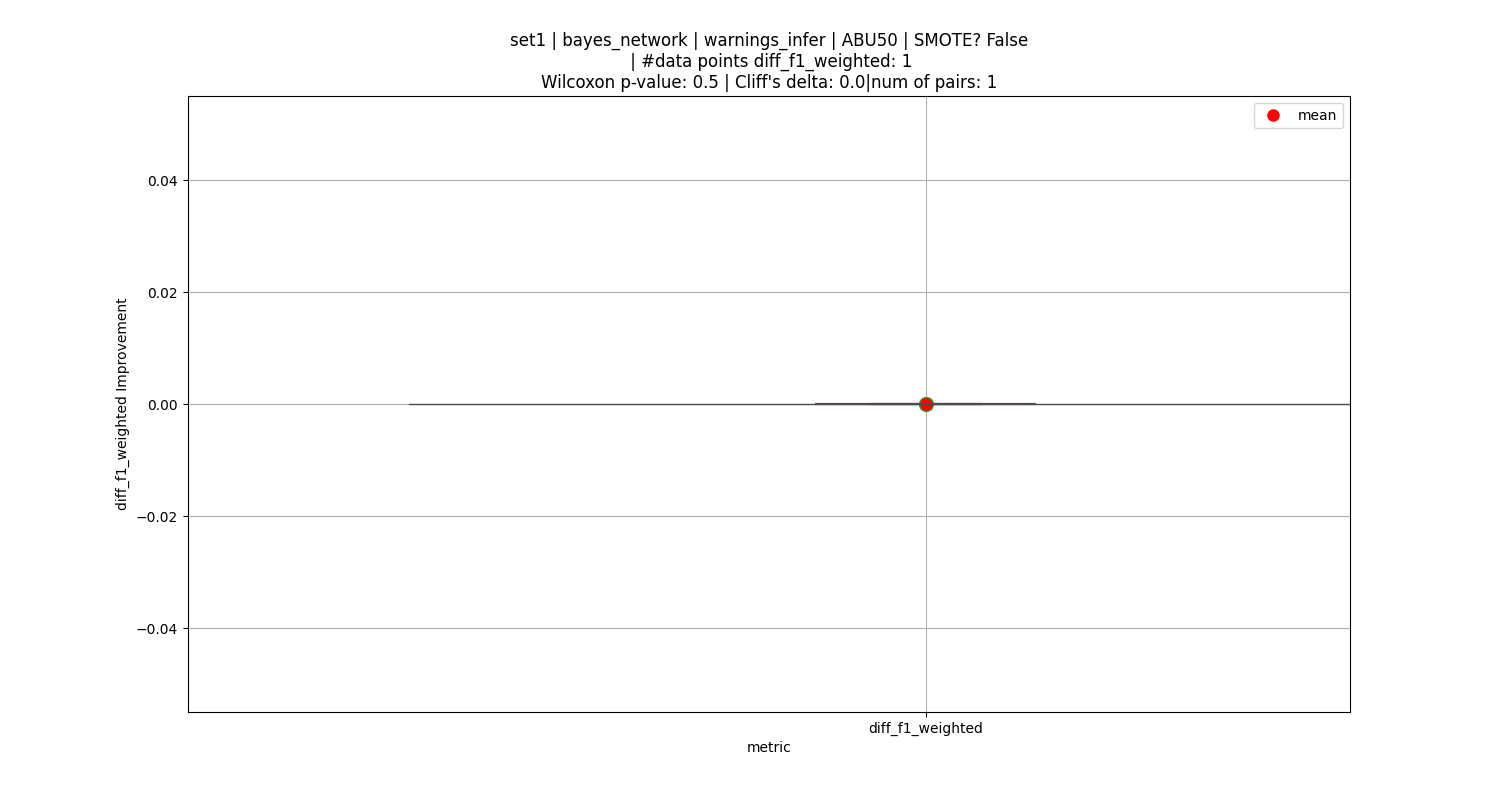 set1 | bayes_network | warnings_infer | ABU50 | SMOTE? False
| #data points diff_f1_weighted: 1
Wilcoxon p-value: 0.5 | Cliff's delta: 0.0|num of pairs: 1
mean
0.04
0.02
0.00
−0.02
−0.04
diff_f1_weighted Improvement
diff_f1_weighted
metric